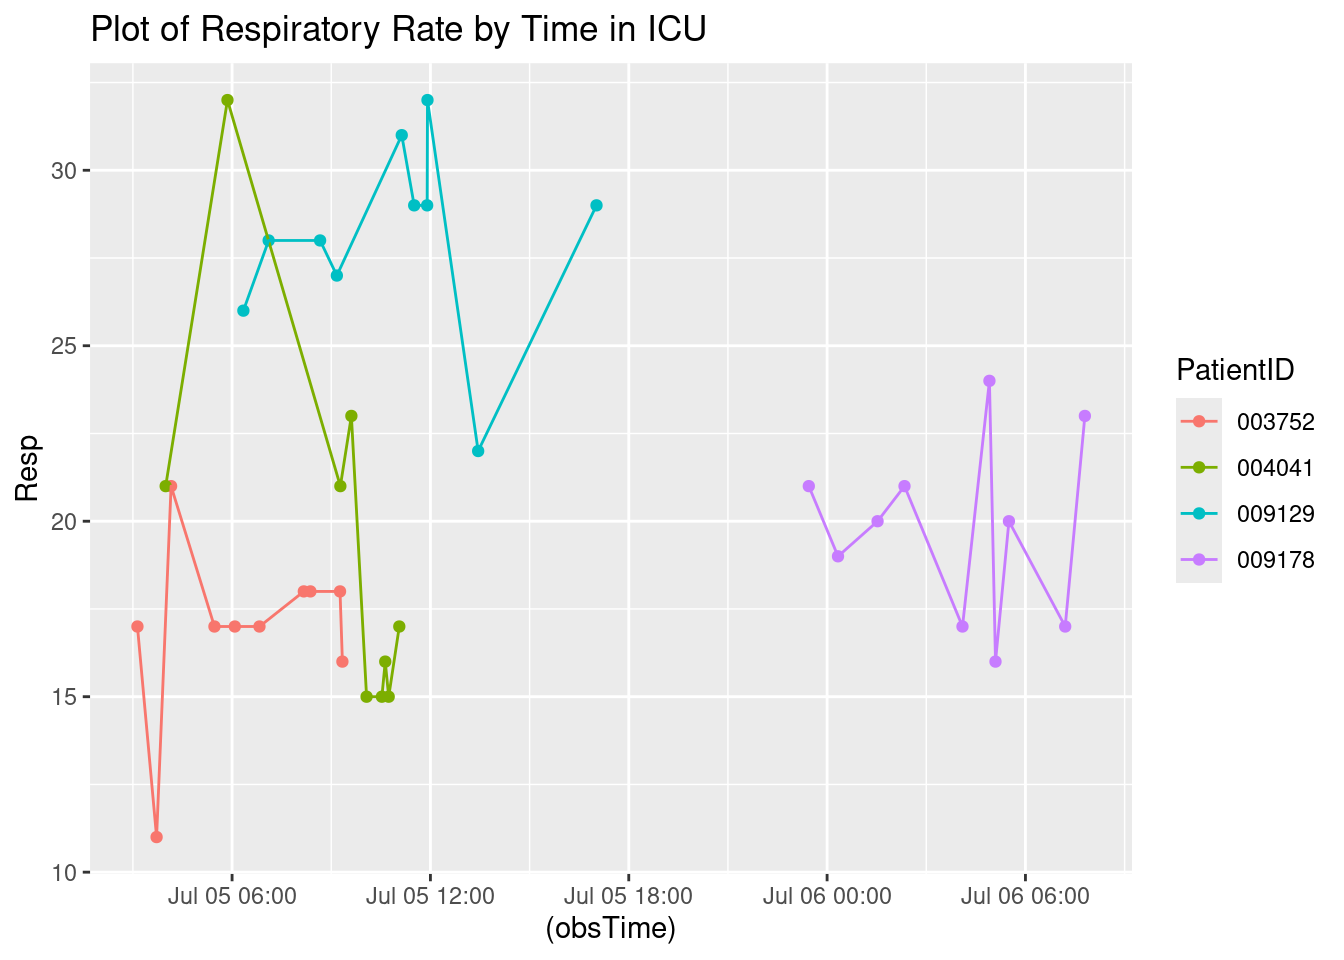 Plot of Respiratory Rate by Time in ICU
30
25
20
15
10
Resp
Jul 05 06:00
Jul 05 12:00
Jul 05 18:00
Jul 06 00:00
Jul 06 06:00
(obsTime)
PatientID
003752
004041
009129
009178